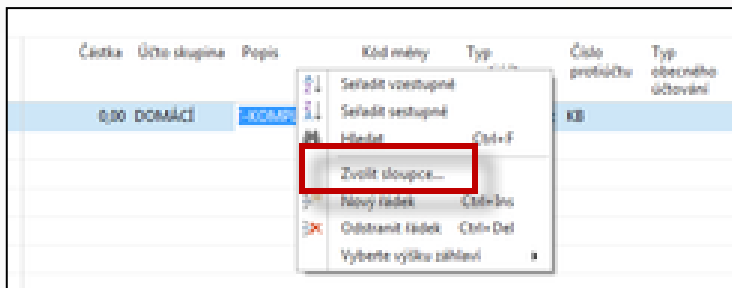 Částka Účto skupina Popis Kód měny Typ Číslo protiúčtu Typ obecného účtování
0,00 DOMÁCÍ KB
Seřadit vzestupně
Seřadit sestupně
Hledat Ctrl+F
Zvolit sloupce...
Nový řádek Ctrl+Ins
Odstranit řádek Ctrl+Del
Vyberte výšku záhlaví